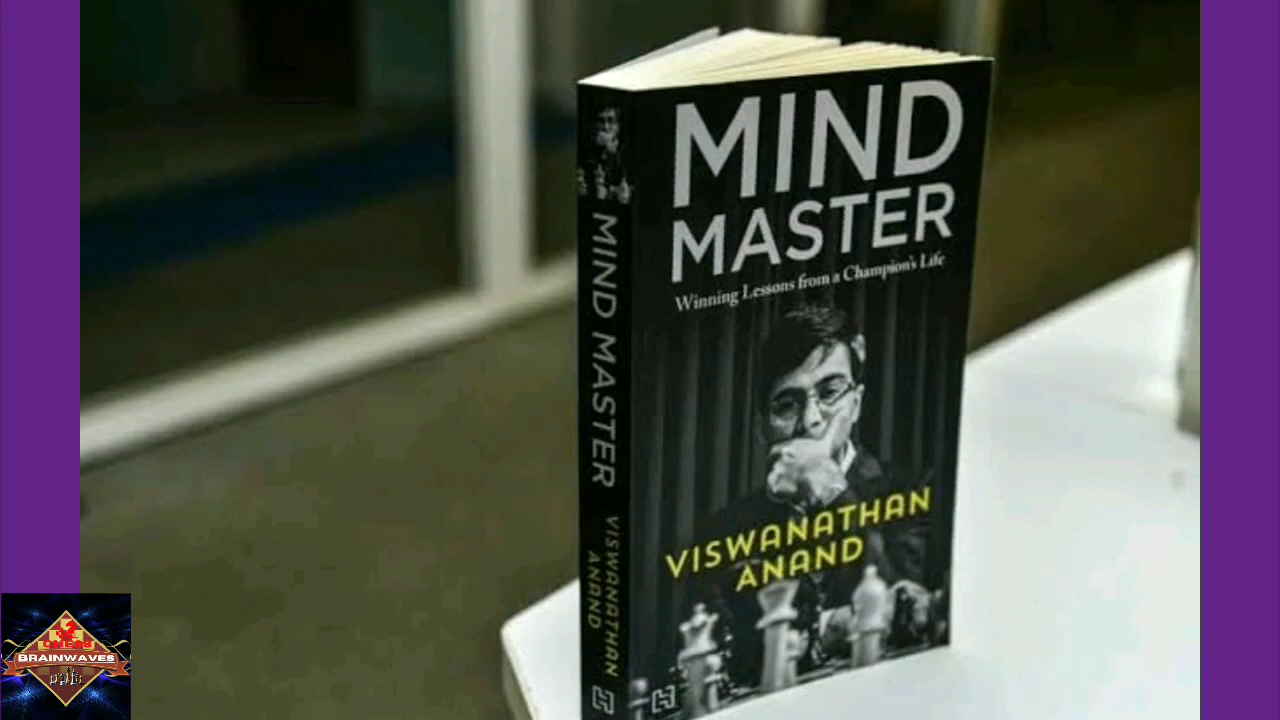 MIND
MASTER
Winning Lessons from a Champion's Life
VISWANATHAN
ANAND
MIND MASTER
VISWANATHAN
ANAND
BRAINWAVES